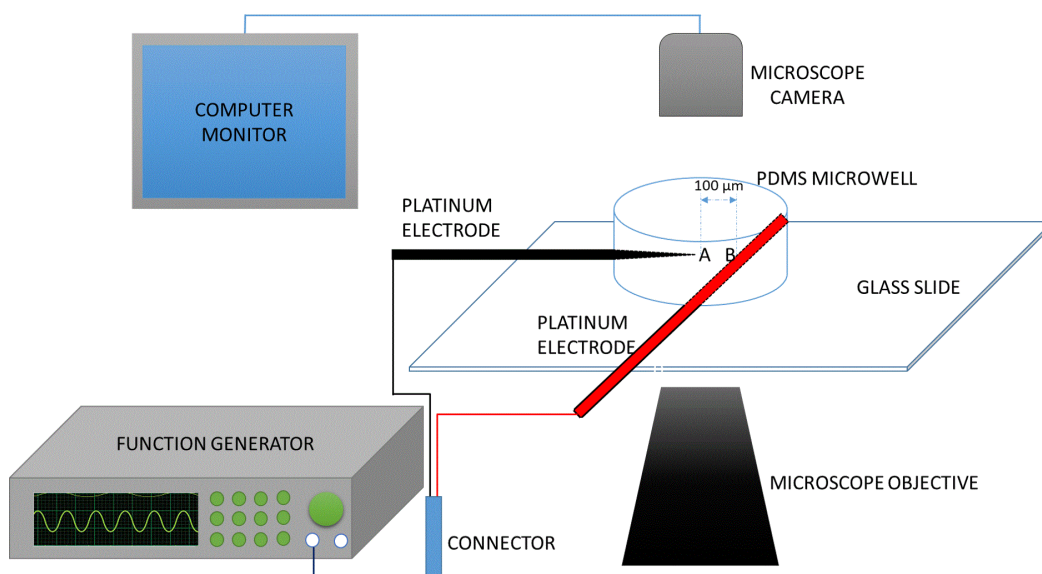 COMPUTER
MONITOR
MICROSCOPE
CAMERA
PDMS MICROWELL
100 µm
PLATINUM
ELECTRODE
A
B
GLASS SLIDE
PLATINUM
ELECTRODE
FUNCTION GENERATOR
MICROSCOPE OBJECTIVE
CONNECTOR